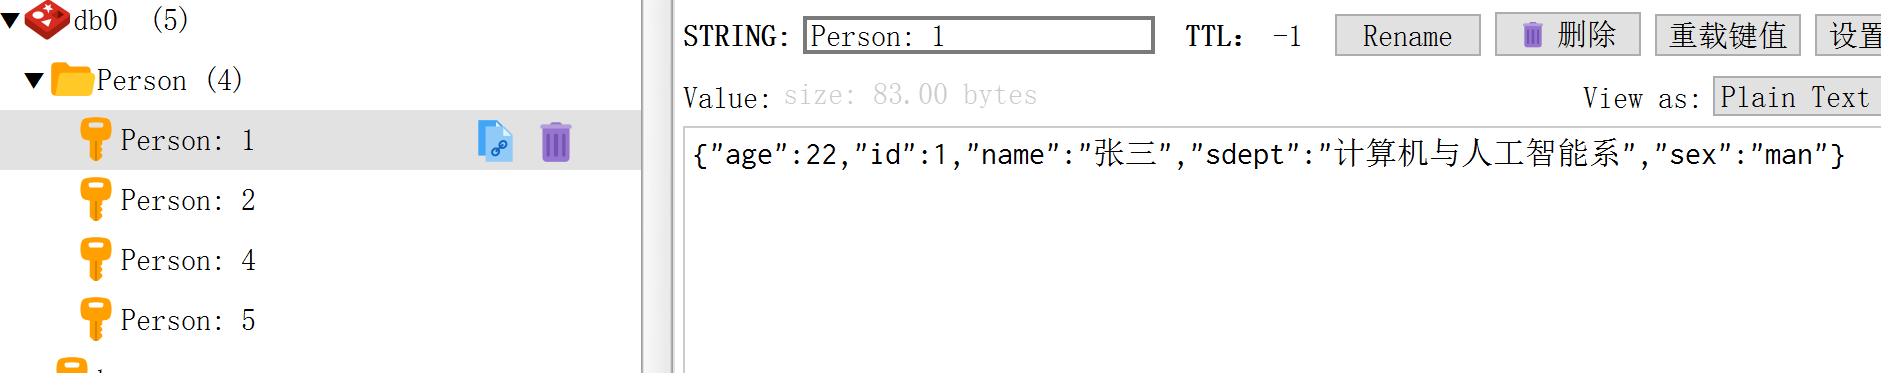 db0 (5)
Person (4)
Person: 1
Person: 2
Person: 4
Person: 5
STRING: Person: 1 TTL: -1 Rename 删除 重载键值 设置
Value: size: 83.00 bytes View as: Plain Text
{"age":22,"id":1,"name":"张三","sdept":"计算机与人工智能系","sex":"man"}